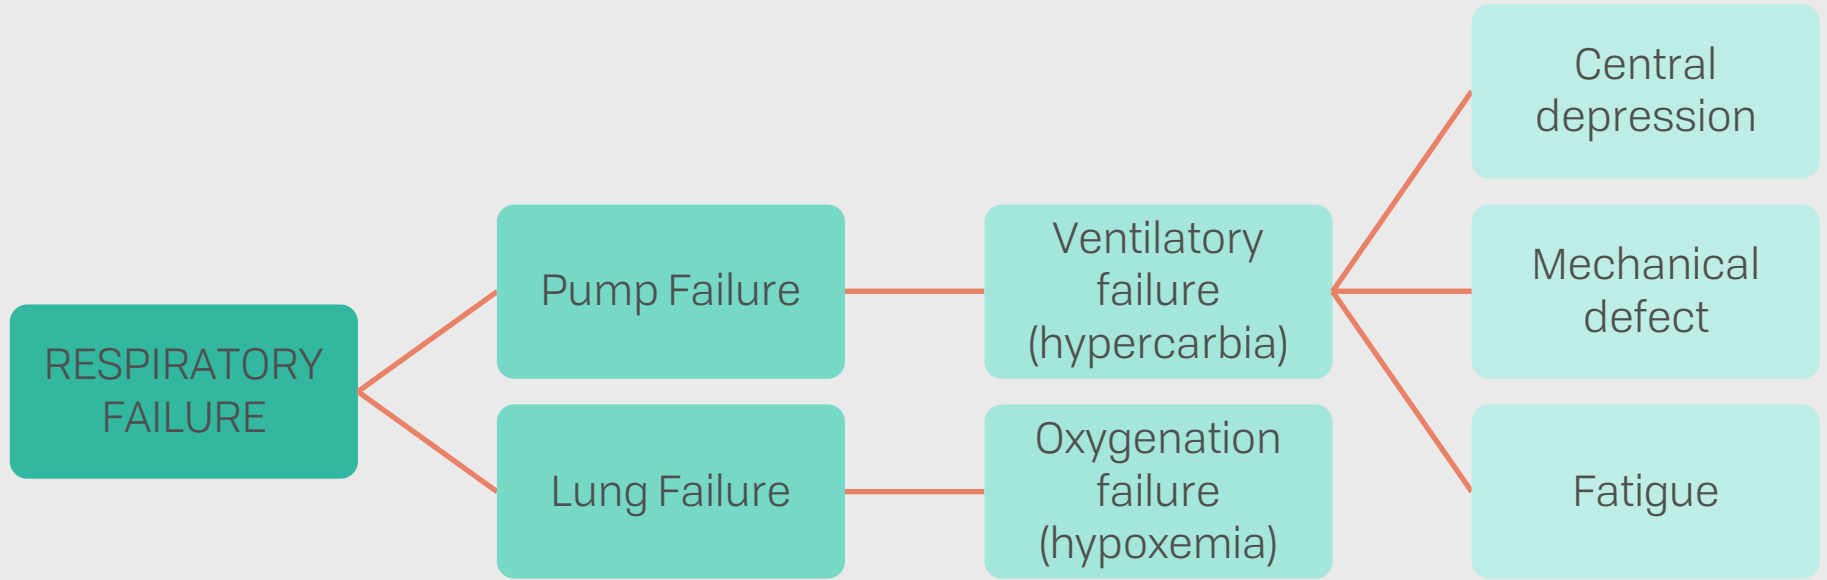 RESPIRATORY
FAILURE
Pump Failure
Lung Failure
Ventilatory
failure
(hypercarbia)
Oxygenation
failure
(hypoxemia)
Central
depression
Mechanical
defect
Fatigue